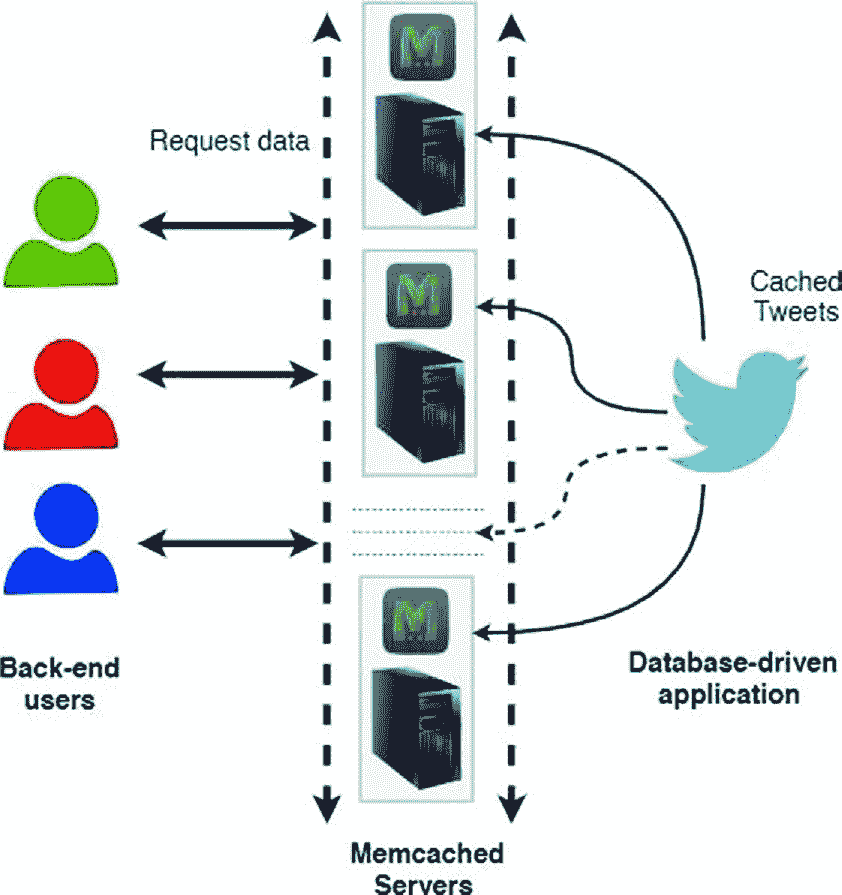 Request data
M
M
M
Cached
Tweets
Back-end
users
Database-driven
application
Memcached
Servers